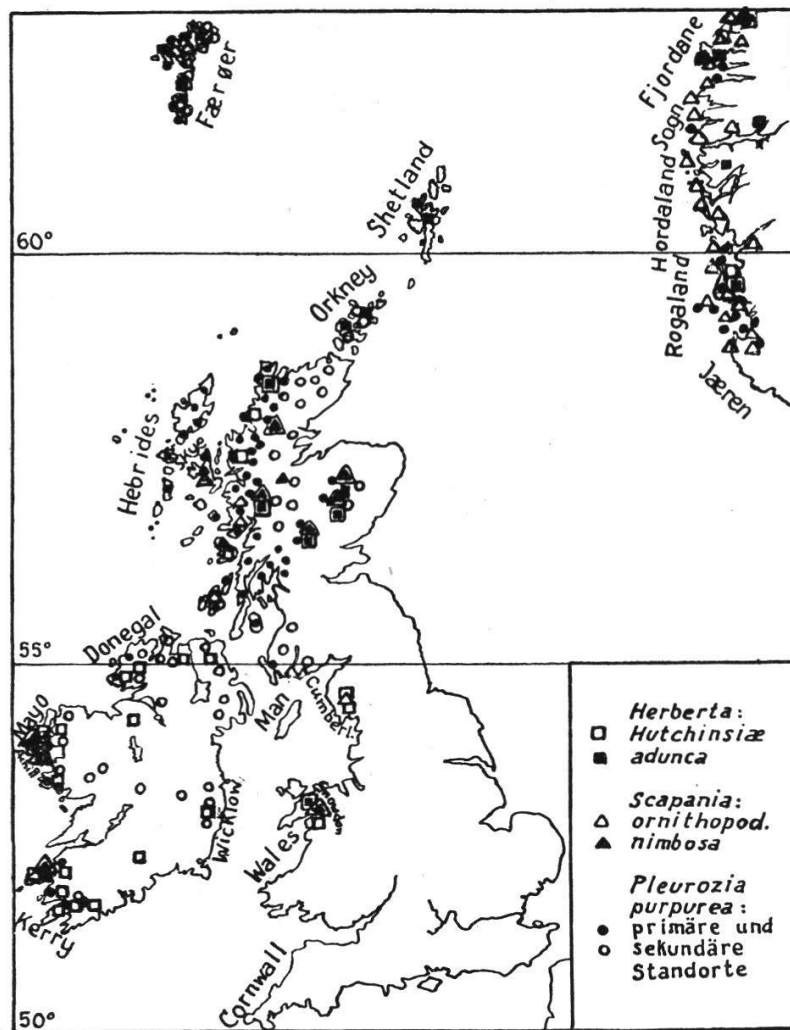 Færøer
Fjordane
Sogn
Shetland
Hordaland
60°
Orkney
Rogaland
Jæren
Hebrides
Skye
Donegal
55°
Man
Cumberl.
Mayo
Wicklow
Snowdon
Wales
Kerry
Cornwall
50°
Herberta:
Hutchinsiæ
adunca
Scapania:
ornithopod.
nimbosa
Pleurozia
purpurea:
primäre und
sekundäre
Standorte